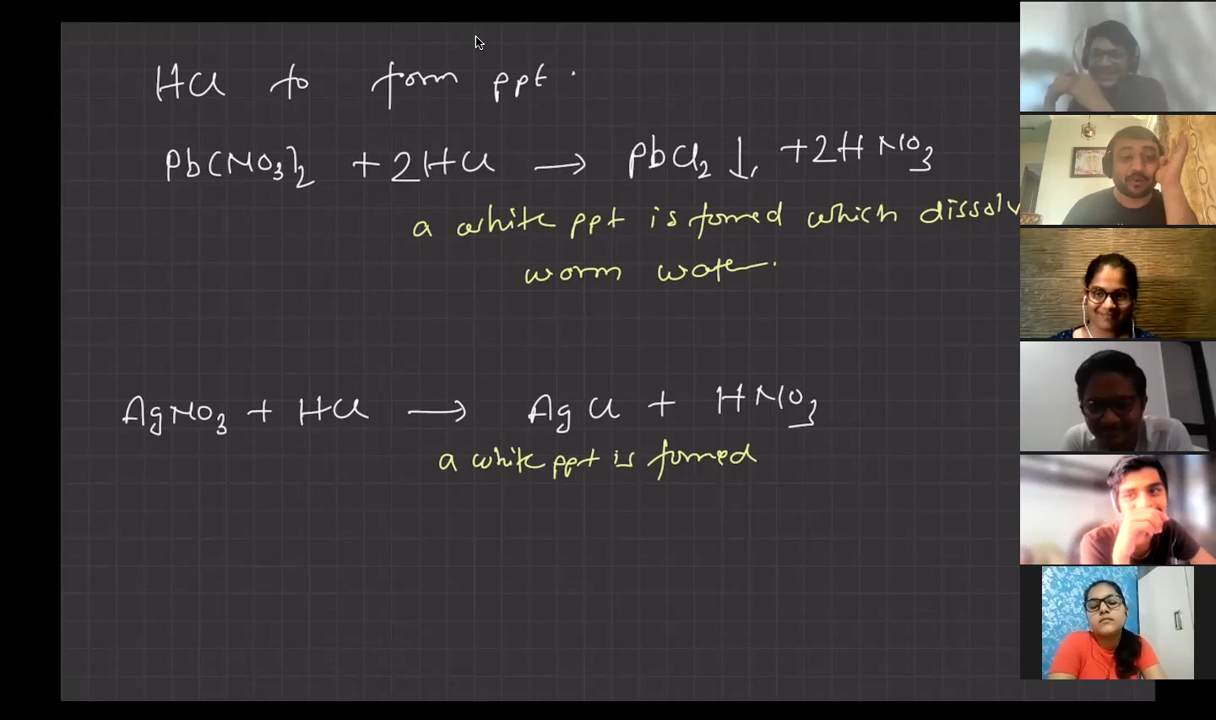 HCl to form ppt.
Pb(NO3)2 + 2HCl → PbCl2 ↓, + 2HNO3
a white ppt is formed which dissolv
worm water.
AgNO3 + HCl → AgCl + HNO3
a white ppt is formed